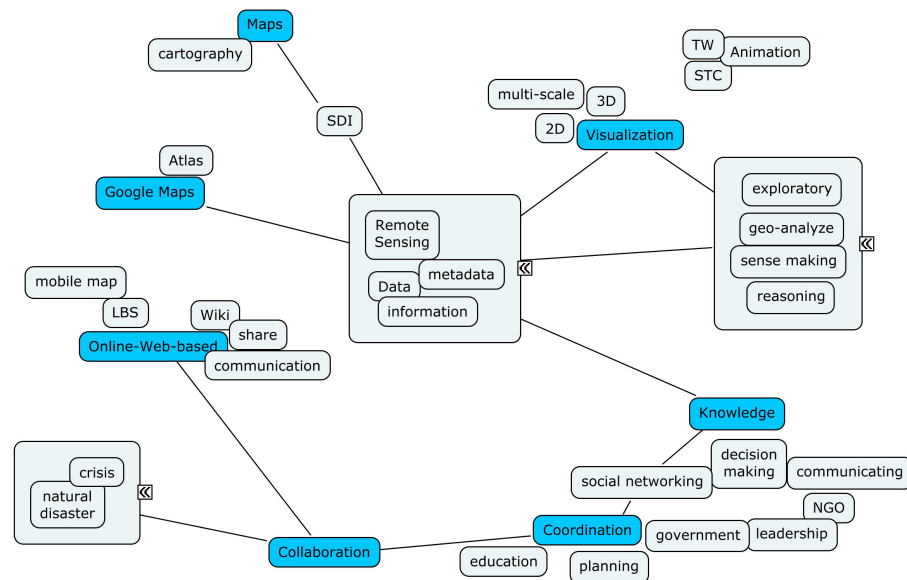 Maps
cartography
TW
Animation
STC
multi-scale
3D
2D
Visualization
SDI
Atlas
Google Maps
exploratory
geo-analyze
sense making
reasoning
Remote
Sensing
metadata
Data
information
mobile map
LBS
Wiki
share
Online-Web-based
communication
Knowledge
decision
making
communicating
social networking
crisis
natural
disaster
NGO
Coordination
government
leadership
Collaboration
education
planning